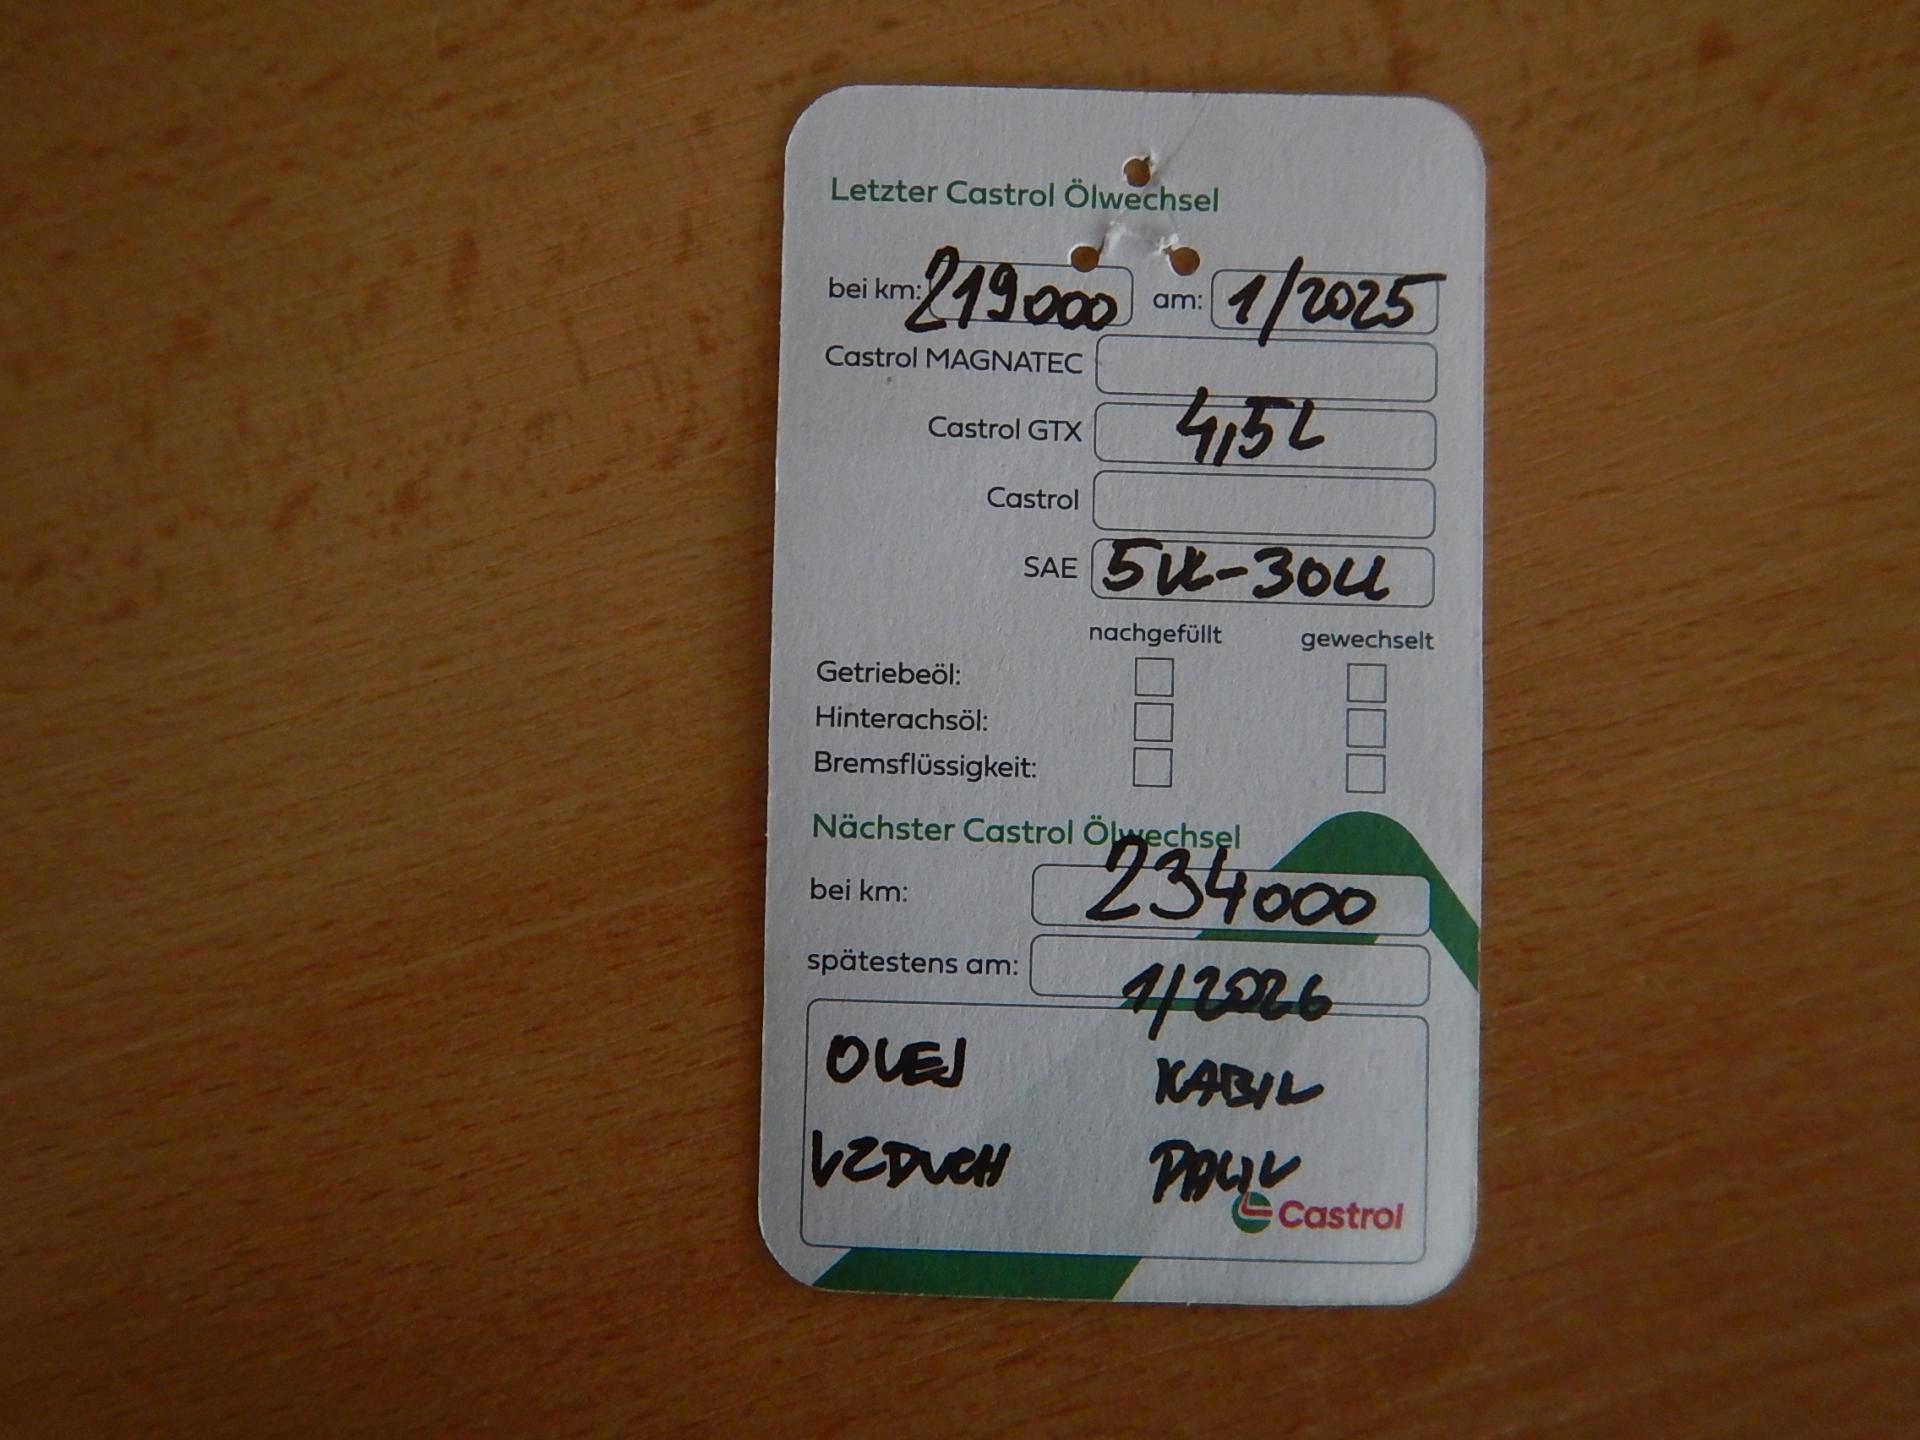 Letzter Castrol Ölwechsel
bei km: 219000 am: 1/2025
Castrol MAGNATEC
Castrol GTX 4,5L
Castrol
SAE 5W-30LL
nachgefüllt gewechselt
Getriebeöl:
Hinterachsöl:
Bremsflüssigkeit:
Nächster Castrol Ölwechsel
bei km: 234000
spätestens am: 1/2026
OLEJ KABIN
VZDUCH PALIV
Castrol